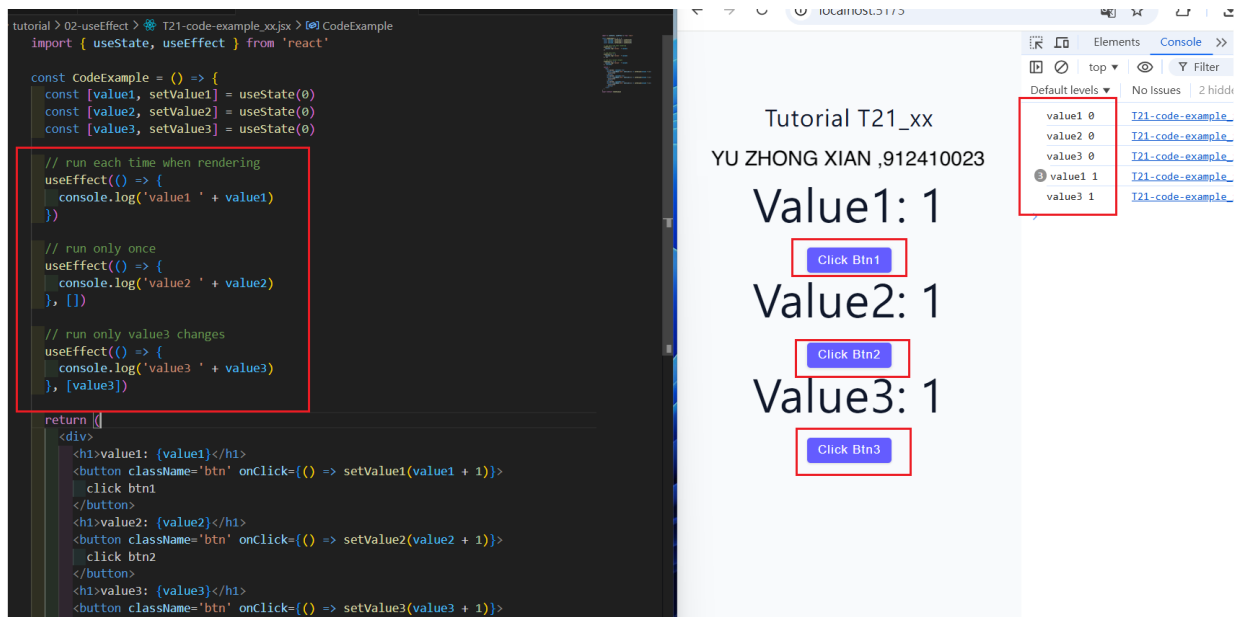 tutorial > 02-useEffect > T21-code-example_xx.jsx > CodeExample
import { useState, useEffect } from 'react'
const CodeExample = () => {
const [value1, setValue1] = useState(0)
const [value2, setValue2] = useState(0)
const [value3, setValue3] = useState(0)
// run each time when rendering
useEffect(() => {
console.log('value1 ' + value1)
})
// run only once
useEffect(() => {
console.log('value2 ' + value2)
}, [])
// run only value3 changes
useEffect(() => {
console.log('value3 ' + value3)
}, [value3])
return (
<div>
<h1>value1: {value1}</h1>
<button className='btn' onClick={() => setValue1(value1 + 1)}>
click btn1
</button>
<h1>value2: {value2}</h1>
<button className='btn' onClick={() => setValue2(value2 + 1)}>
click btn2
</button>
<h1>value3: {value3}</h1>
<button className='btn' onClick={() => setValue3(value3 + 1)}>
localhost:5173
Tutorial T21_xx
YU ZHONG XIAN ,912410023
Value1: 1
Click Btn1
Value2: 1
Click Btn2
Value3: 1
Click Btn3
Elements Console
top Filter
Default levels No Issues 2
value1 0 T21-code-example_
value2 0 T21-code-example_
value3 0 T21-code-example_
3 value1 1 T21-code-example_
value3 1 T21-code-example_